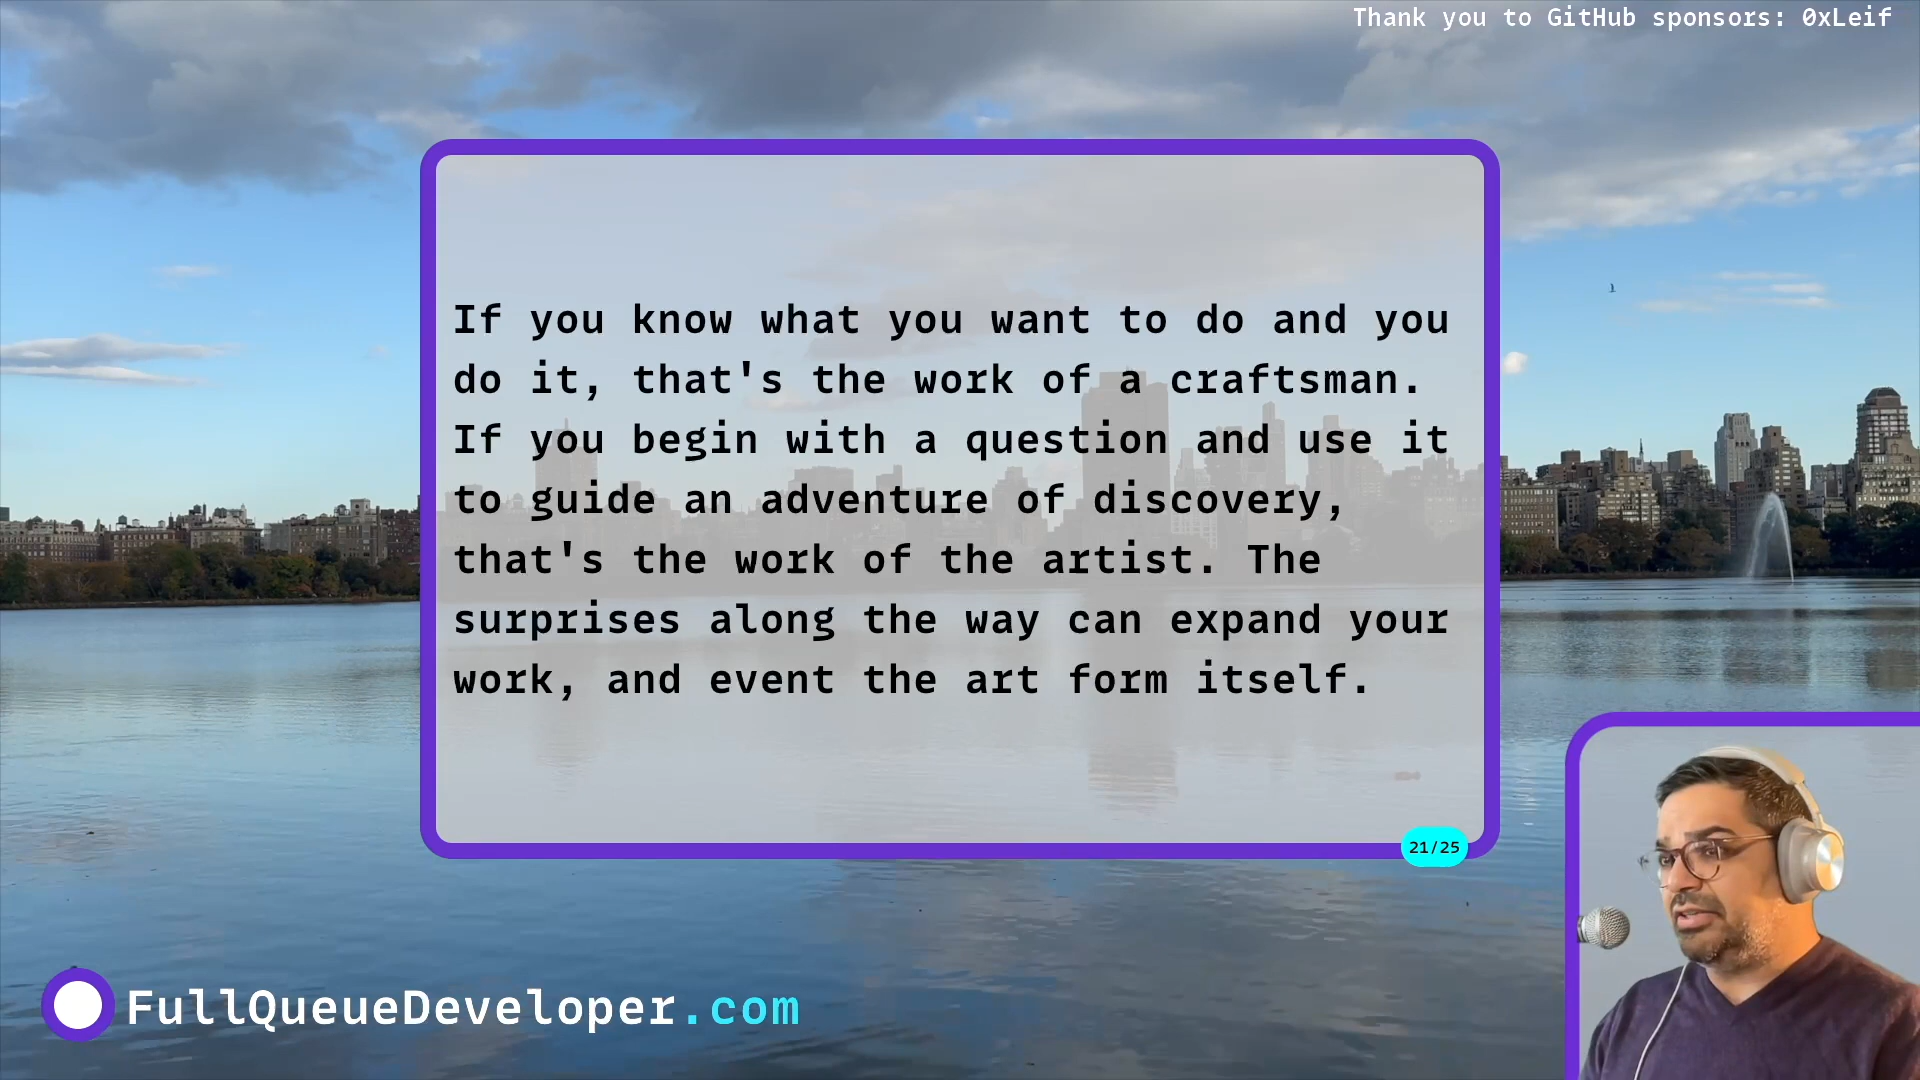 Thank you to GitHub sponsors: 0xLeif
If you know what you want to do and you
do it, that's the work of a craftsman.
If you begin with a question and use it
to guide an adventure of discovery,
that's the work of the artist. The
surprises along the way can expand your
work, and event the art form itself.
21/25
FullQueueDeveloper.com